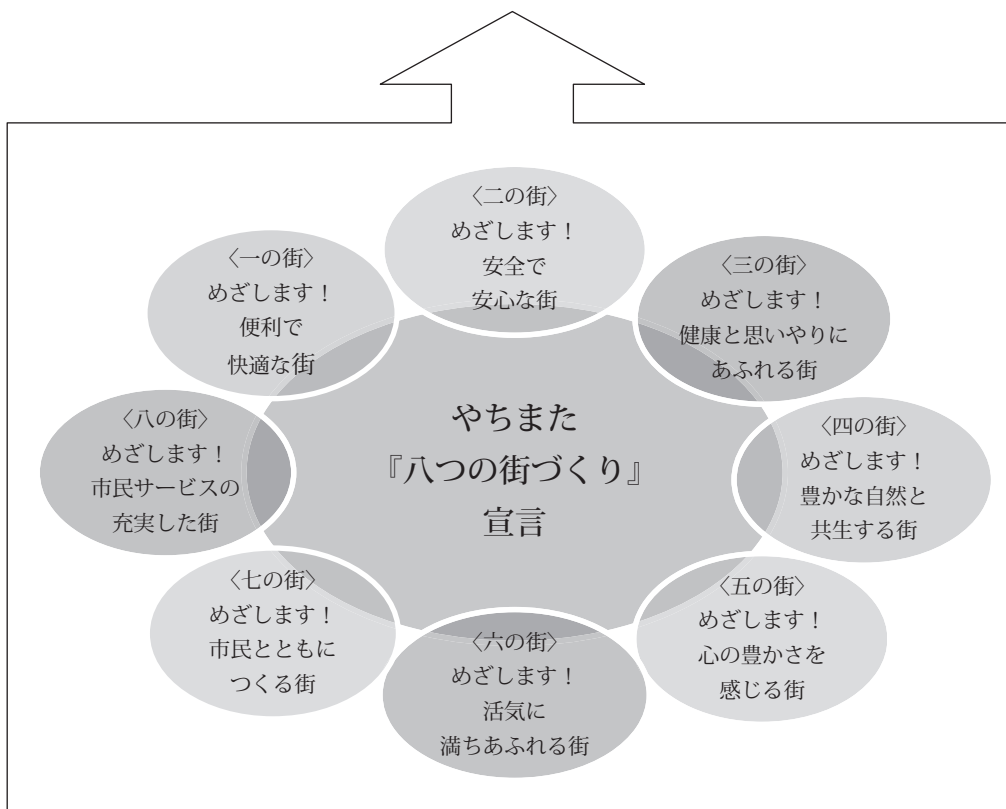 〈一の街〉
めざします！
便利で
快適な街
〈二の街〉
めざします！
安全で
安心な街
〈三の街〉
めざします！
健康と思いやりに
あふれる街
〈四の街〉
めざします！
豊かな自然と
共生する街
〈五の街〉
めざします！
心の豊かさを
感じる街
〈六の街〉
めざします！
活気に
満ちあふれる街
〈七の街〉
めざします！
市民とともに
つくる街
〈八の街〉
めざします！
市民サービスの
充実した街
やちまた
『八つの街づくり』
宣言